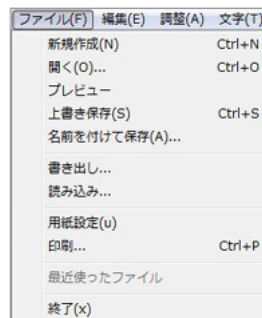 ファイル(F) 編集(E) 調整(A) 文字(T)
新規作成(N) Ctrl+N
開く(O)... Ctrl+O
プレビュー
上書き保存(S) Ctrl+S
名前を付けて保存(A)...
書き出し...
読み込み...
用紙設定(u)
印刷... Ctrl+P
最近使ったファイル
終了(x)